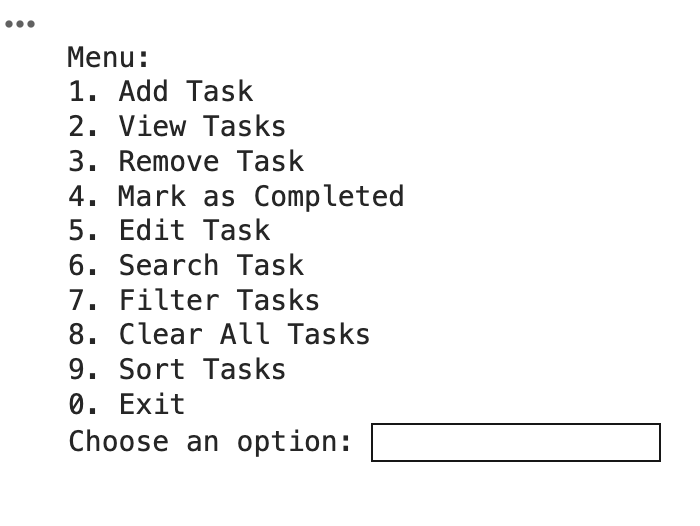 Menu:
1. Add Task
2. View Tasks
3. Remove Task
4. Mark as Completed
5. Edit Task
6. Search Task
7. Filter Tasks
8. Clear All Tasks
9. Sort Tasks
0. Exit
Choose an option: